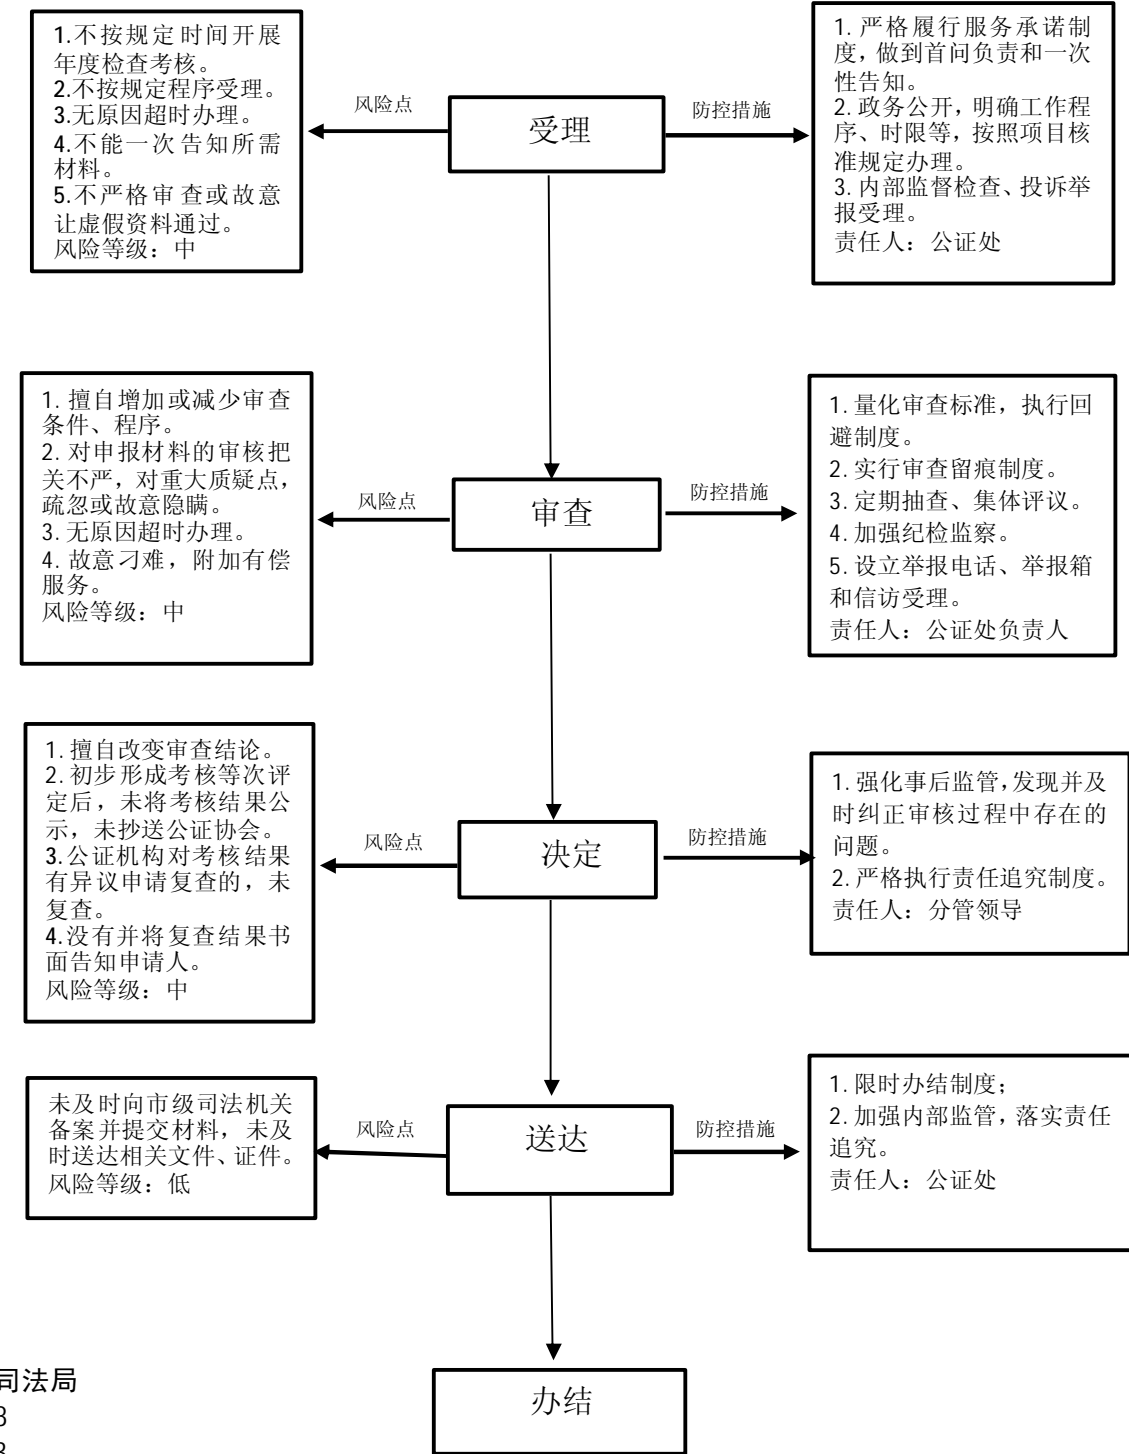 1.不按规定时间开展
年度检查考核。
2.不按规定程序受理。
3.无原因超时办理。
4.不能一次告知所需
材料。
5.不严格审查或故意
让虚假资料通过。
风险等级：中
风险点
受理
防控措施
1. 严格履行服务承诺制
度，做到首问负责和一次
性告知。
2. 政务公开，明确工作程
序、时限等，按照项目核
准规定办理。
3. 内部监督检查、投诉举
报受理。
责任人：公证处
1. 擅自增加或减少审查
条件、程序。
2. 对申报材料的审核把
关不严，对重大质疑点，
疏忽或故意隐瞒。
3. 无原因超时办理。
4. 故意刁难，附加有偿
服务。
风险等级：中
风险点
审查
防控措施
1. 量化审查标准，执行回
避制度。
2. 实行审查留痕制度。
3. 定期抽查、集体评议。
4. 加强纪检监察。
5. 设立举报电话、举报箱
和信访受理。
责任人：公证处负责人
1. 擅自改变审查结论。
2. 初步形成考核等次评
定后，未将考核结果公
示，未抄送公证协会。
3.公证机构对考核结果
有异议申请复查的，未
复查。
4.没有并将复查结果书
面告知申请人。
风险等级：中
风险点
决定
防控措施
1. 强化事后监管，发现并及
时纠正审核过程中存在的
问题。
2. 严格执行责任追究制度。
责任人：分管领导
未及时向市级司法机关
备案并提交材料，未及
时送达相关文件、证件。
风险等级：低
风险点
送达
防控措施
1. 限时办结制度；
2. 加强内部监管，落实责任
追究。
责任人：公证处
办结
司法局
3